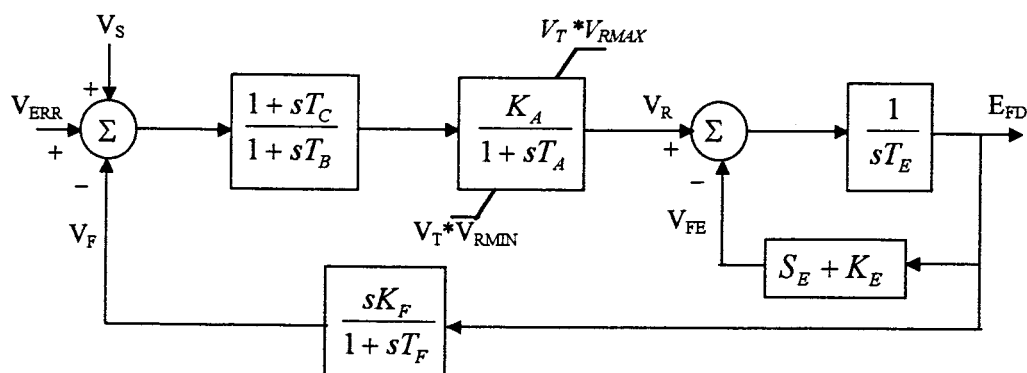 V_S
V_T *V_RMAX
+
V_ERR
Σ
+
−
1 + sT_C
1 + sT_B
K_A
1 + sT_A
V_R
+
Σ
−
1
sT_E
E_FD
V_T*V_RMIN
V_F
V_FE
S_E + K_E
sK_F
1 + sT_F